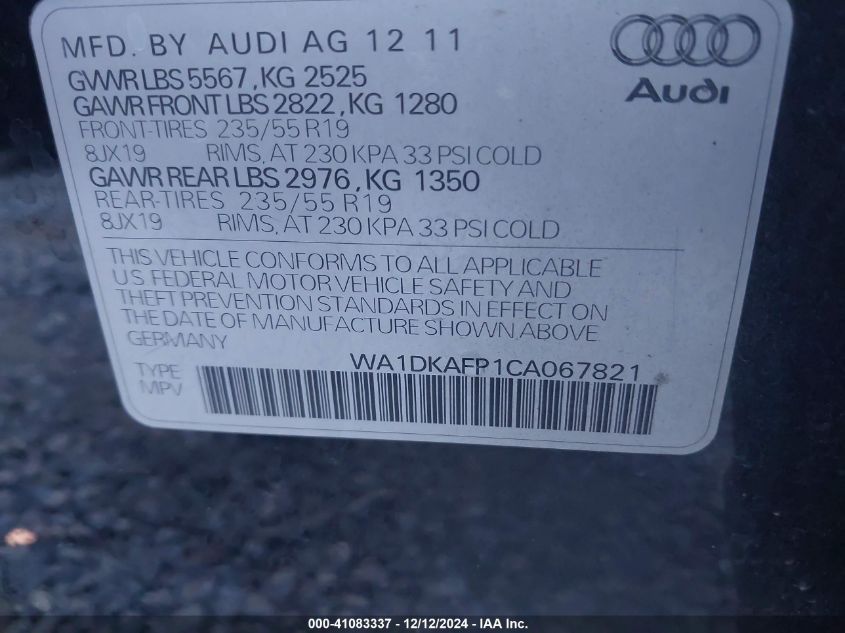 MFD. BY AUDI AG 12 11
GVWR LBS 5567, KG 2525
GAWR FRONT LBS 2822, KG 1280
FRONT-TIRES 235/55 R19
8JX19 RIMS, AT 230 KPA 33 PSI COLD
GAWR REAR LBS 2976, KG 1350
REAR-TIRES 235/55 R19
8JX19 RIMS, AT 230 KPA 33 PSI COLD
Audi
THIS VEHICLE CONFORMS TO ALL APPLICABLE
U.S. FEDERAL MOTOR VEHICLE SAFETY AND
THEFT PREVENTION STANDARDS IN EFFECT ON
THE DATE OF MANUFACTURE SHOWN ABOVE
GERMANY
WA1DKAFP1CA067821
TYPE
MPV
000-41083337 - 12/12/2024 - IAA Inc.